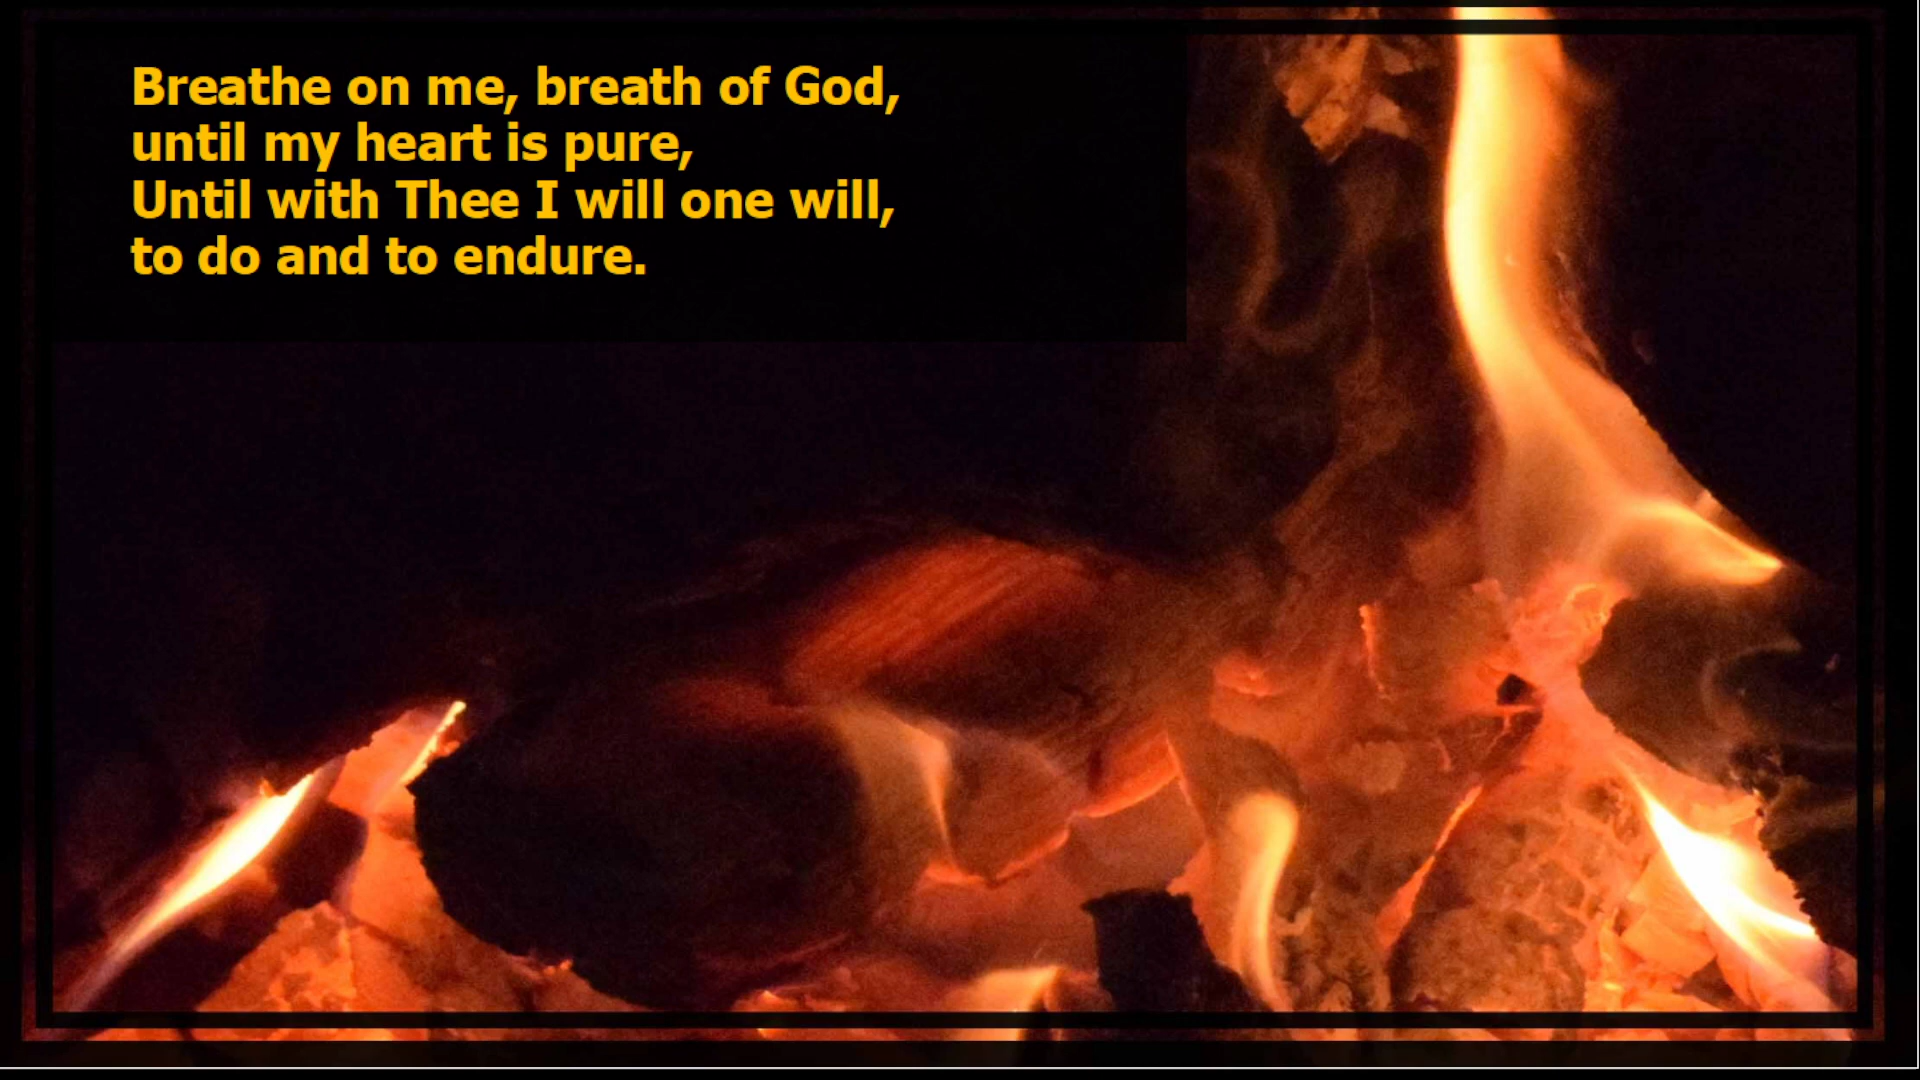 Breathe on me, breath of God,
until my heart is pure,
Until with Thee I will one will,
to do and to endure.